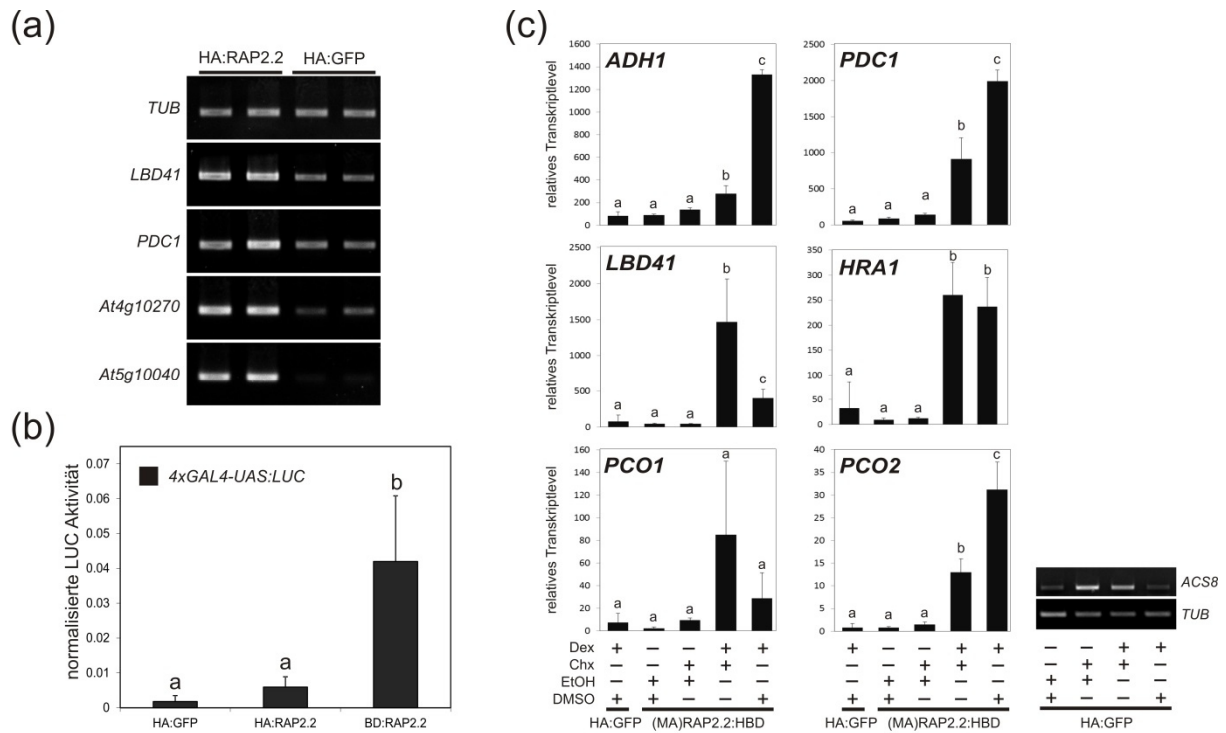 (a)
HA:RAP2.2 HA:GFP
TUB
LBD41
PDC1
At4g10270
At5g10040
(b)
normalisierte LUC Aktivität
0.07
0.06
0.05
0.04
0.03
0.02
0.01
0
4xGAL4-UAS:LUC
a a b
HA:GFP HA:RAP2.2 BD:RAP2.2
(c)
relatives Transkriptlevel
1600
1400
1200
1000
800
600
400
200
0
ADH1
a a a b c
2500
2000
1500
1000
500
0
PDC1
a a a b c
relatives Transkriptlevel
2500
2000
1500
1000
500
0
LBD41
a a a b c
350
300
250
200
150
100
50
0
HRA1
a a a b b
relatives Transkriptlevel
160
140
120
100
80
60
40
20
0
PCO1
a a a a a
40
35
30
25
20
15
10
5
0
PCO2
a a a b c
ACS8
TUB
Dex + − − + + + − − + + − − + +
Chx − − + + − − − + + − − + + −
EtOH − + + − − − + + − − + + − −
DMSO + + − − + + + − − + + − − +
HA:GFP (MA)RAP2.2:HBD HA:GFP (MA)RAP2.2:HBD HA:GFP